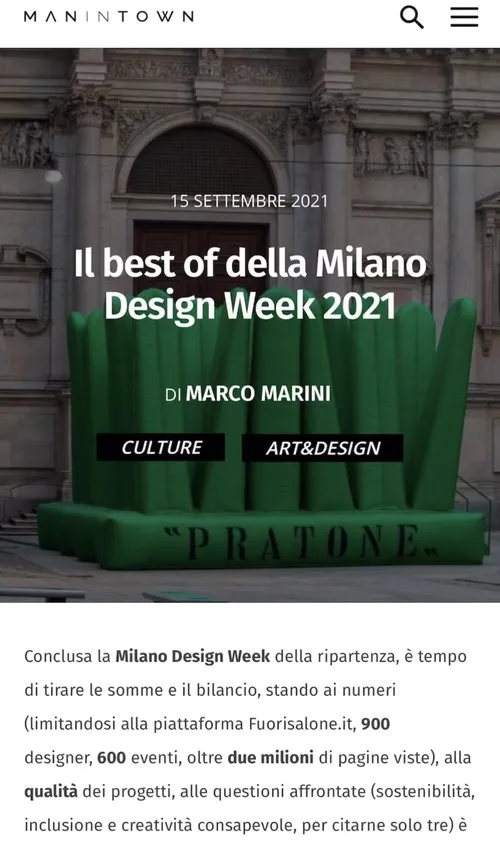 MANINTOWN
15 SETTEMBRE 2021
Il best of della Milano
Design Week 2021
DI MARCO MARINI
CULTURE
ART&DESIGN
"PRATONE„
Conclusa la Milano Design Week della ripartenza, è tempo
di tirare le somme e il bilancio, stando ai numeri
(limitandosi alla piattaforma Fuorisalone.it, 900
designer, 600 eventi, oltre due milioni di pagine viste), alla
qualità dei progetti, alle questioni affrontate (sostenibilità,
inclusione e creatività consapevole, per citarne solo tre) è